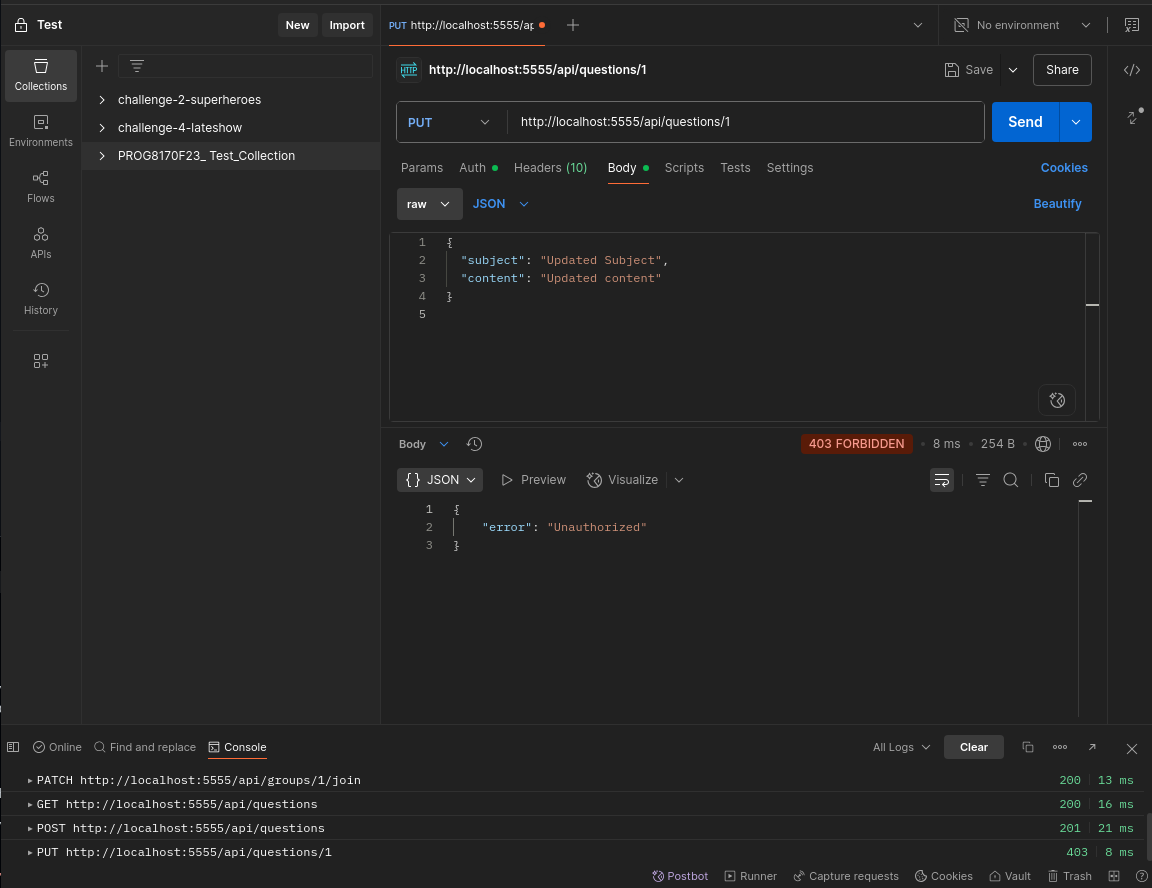 Test
New
Import
PUT http://localhost:5555/ap
No environment
Collections
Environments
Flows
APIs
History
challenge-2-superheroes
challenge-4-lateshow
PROG8170F23_ Test_Collection
HTTP http://localhost:5555/api/questions/1
Save
Share
PUT http://localhost:5555/api/questions/1
Send
Params Auth Headers (10) Body Scripts Tests Settings
Cookies
raw JSON
Beautify
1 {
2 "subject": "Updated Subject",
3 "content": "Updated content"
4 }
5
Body
403 FORBIDDEN • 8 ms • 254 B
{} JSON Preview Visualize
1 {
2 "error": "Unauthorized"
3 }
Online Find and replace Console
All Logs Clear
PATCH http://localhost:5555/api/groups/1/join 200 13 ms
GET http://localhost:5555/api/questions 200 16 ms
POST http://localhost:5555/api/questions 201 21 ms
PUT http://localhost:5555/api/questions/1 403 8 ms
Postbot Runner Capture requests Cookies Vault Trash